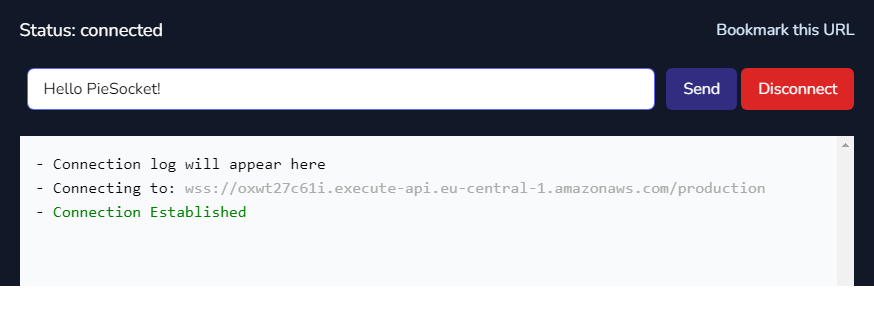 Status: connected
Bookmark this URL
Hello PieSocket!
Send
Disconnect
- Connection log will appear here
- Connecting to: wss://oxwt27c61i.execute-api.eu-central-1.amazonaws.com/production
- Connection Established